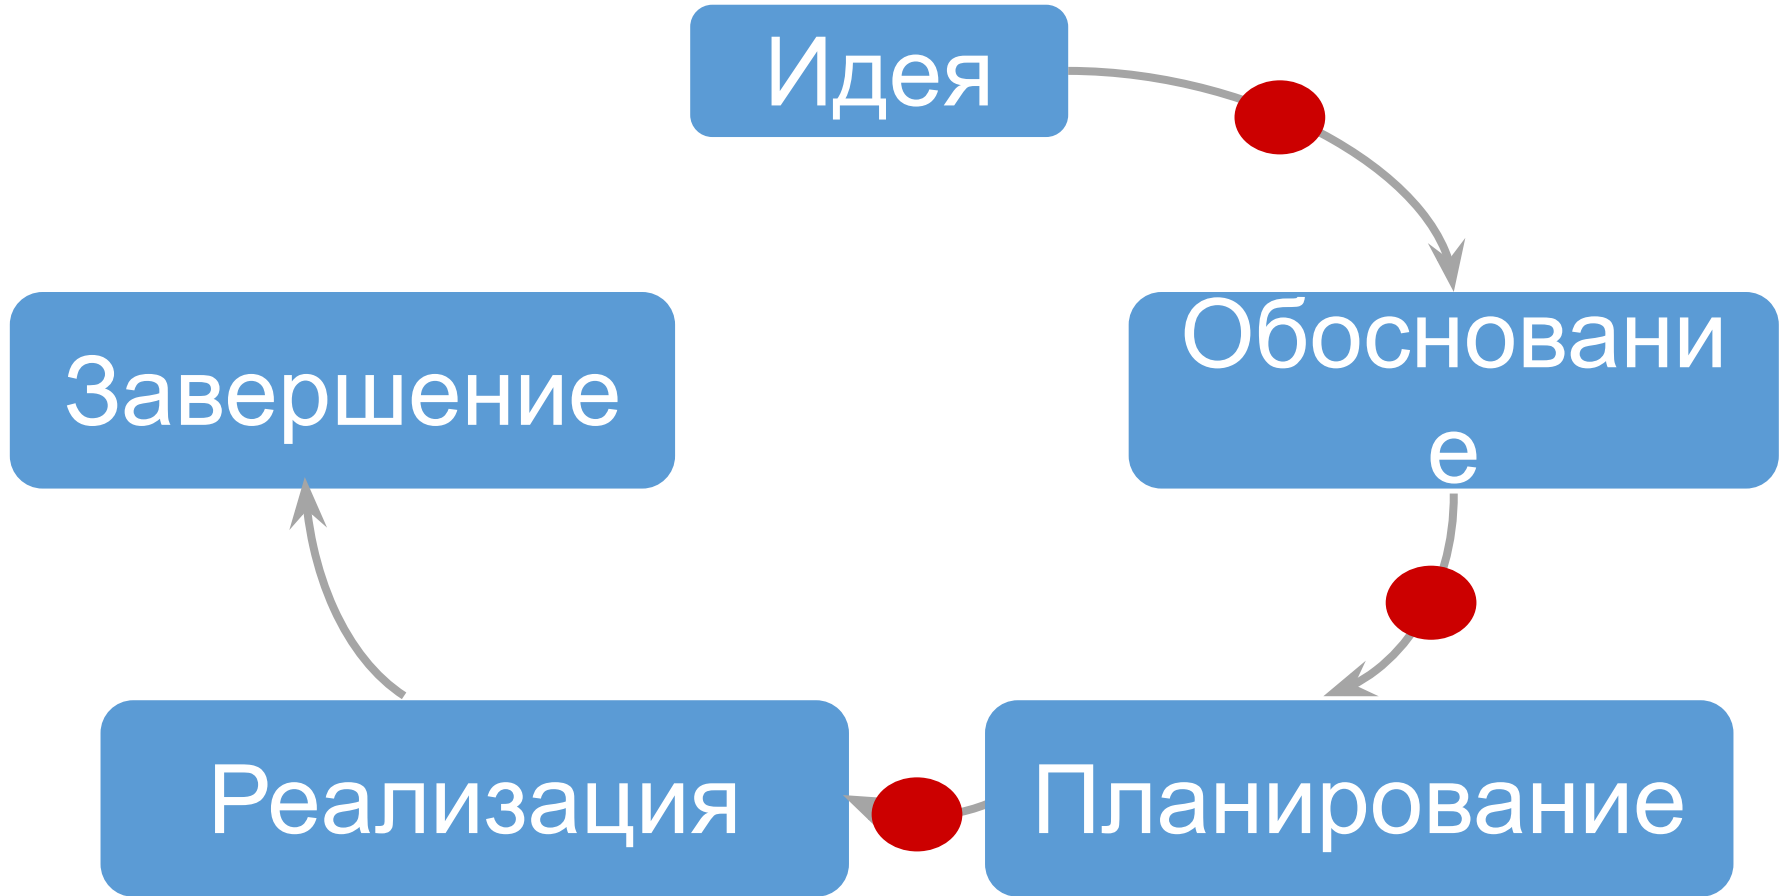 Идея
Обосновани
е
Завершение
Реализация
Планирование